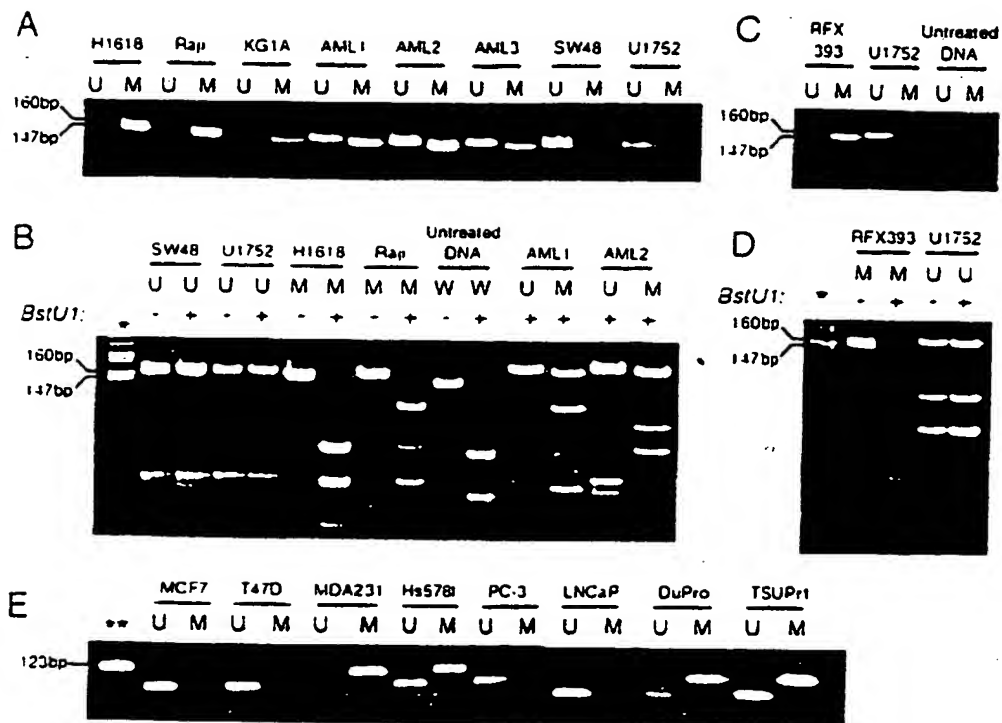 A
H1618 Rap KG1A AML1 AML2 AML3 SW48 U1752
U M U M U M U M U M U M U M U M
160bp
147bp
C
RFX
393 U1752 Untreated
DNA
U M U M U M
160bp
147bp
B
SW48 U1752 H1618 Rap Untreated
DNA AML1 AML2
U U U U M M M M W W U M U M
BstU1: * - + - + - + - + - + + + + +
160bp
147bp
D
RFX393 U1752
M M U U
BstU1: * - + - +
160bp
147bp
E
MCF7 T47D MDA231 Hs578t PC-3 LNCaP DuPro TSUPr1
** U M U M U M U M U M U M U M U M
123bp